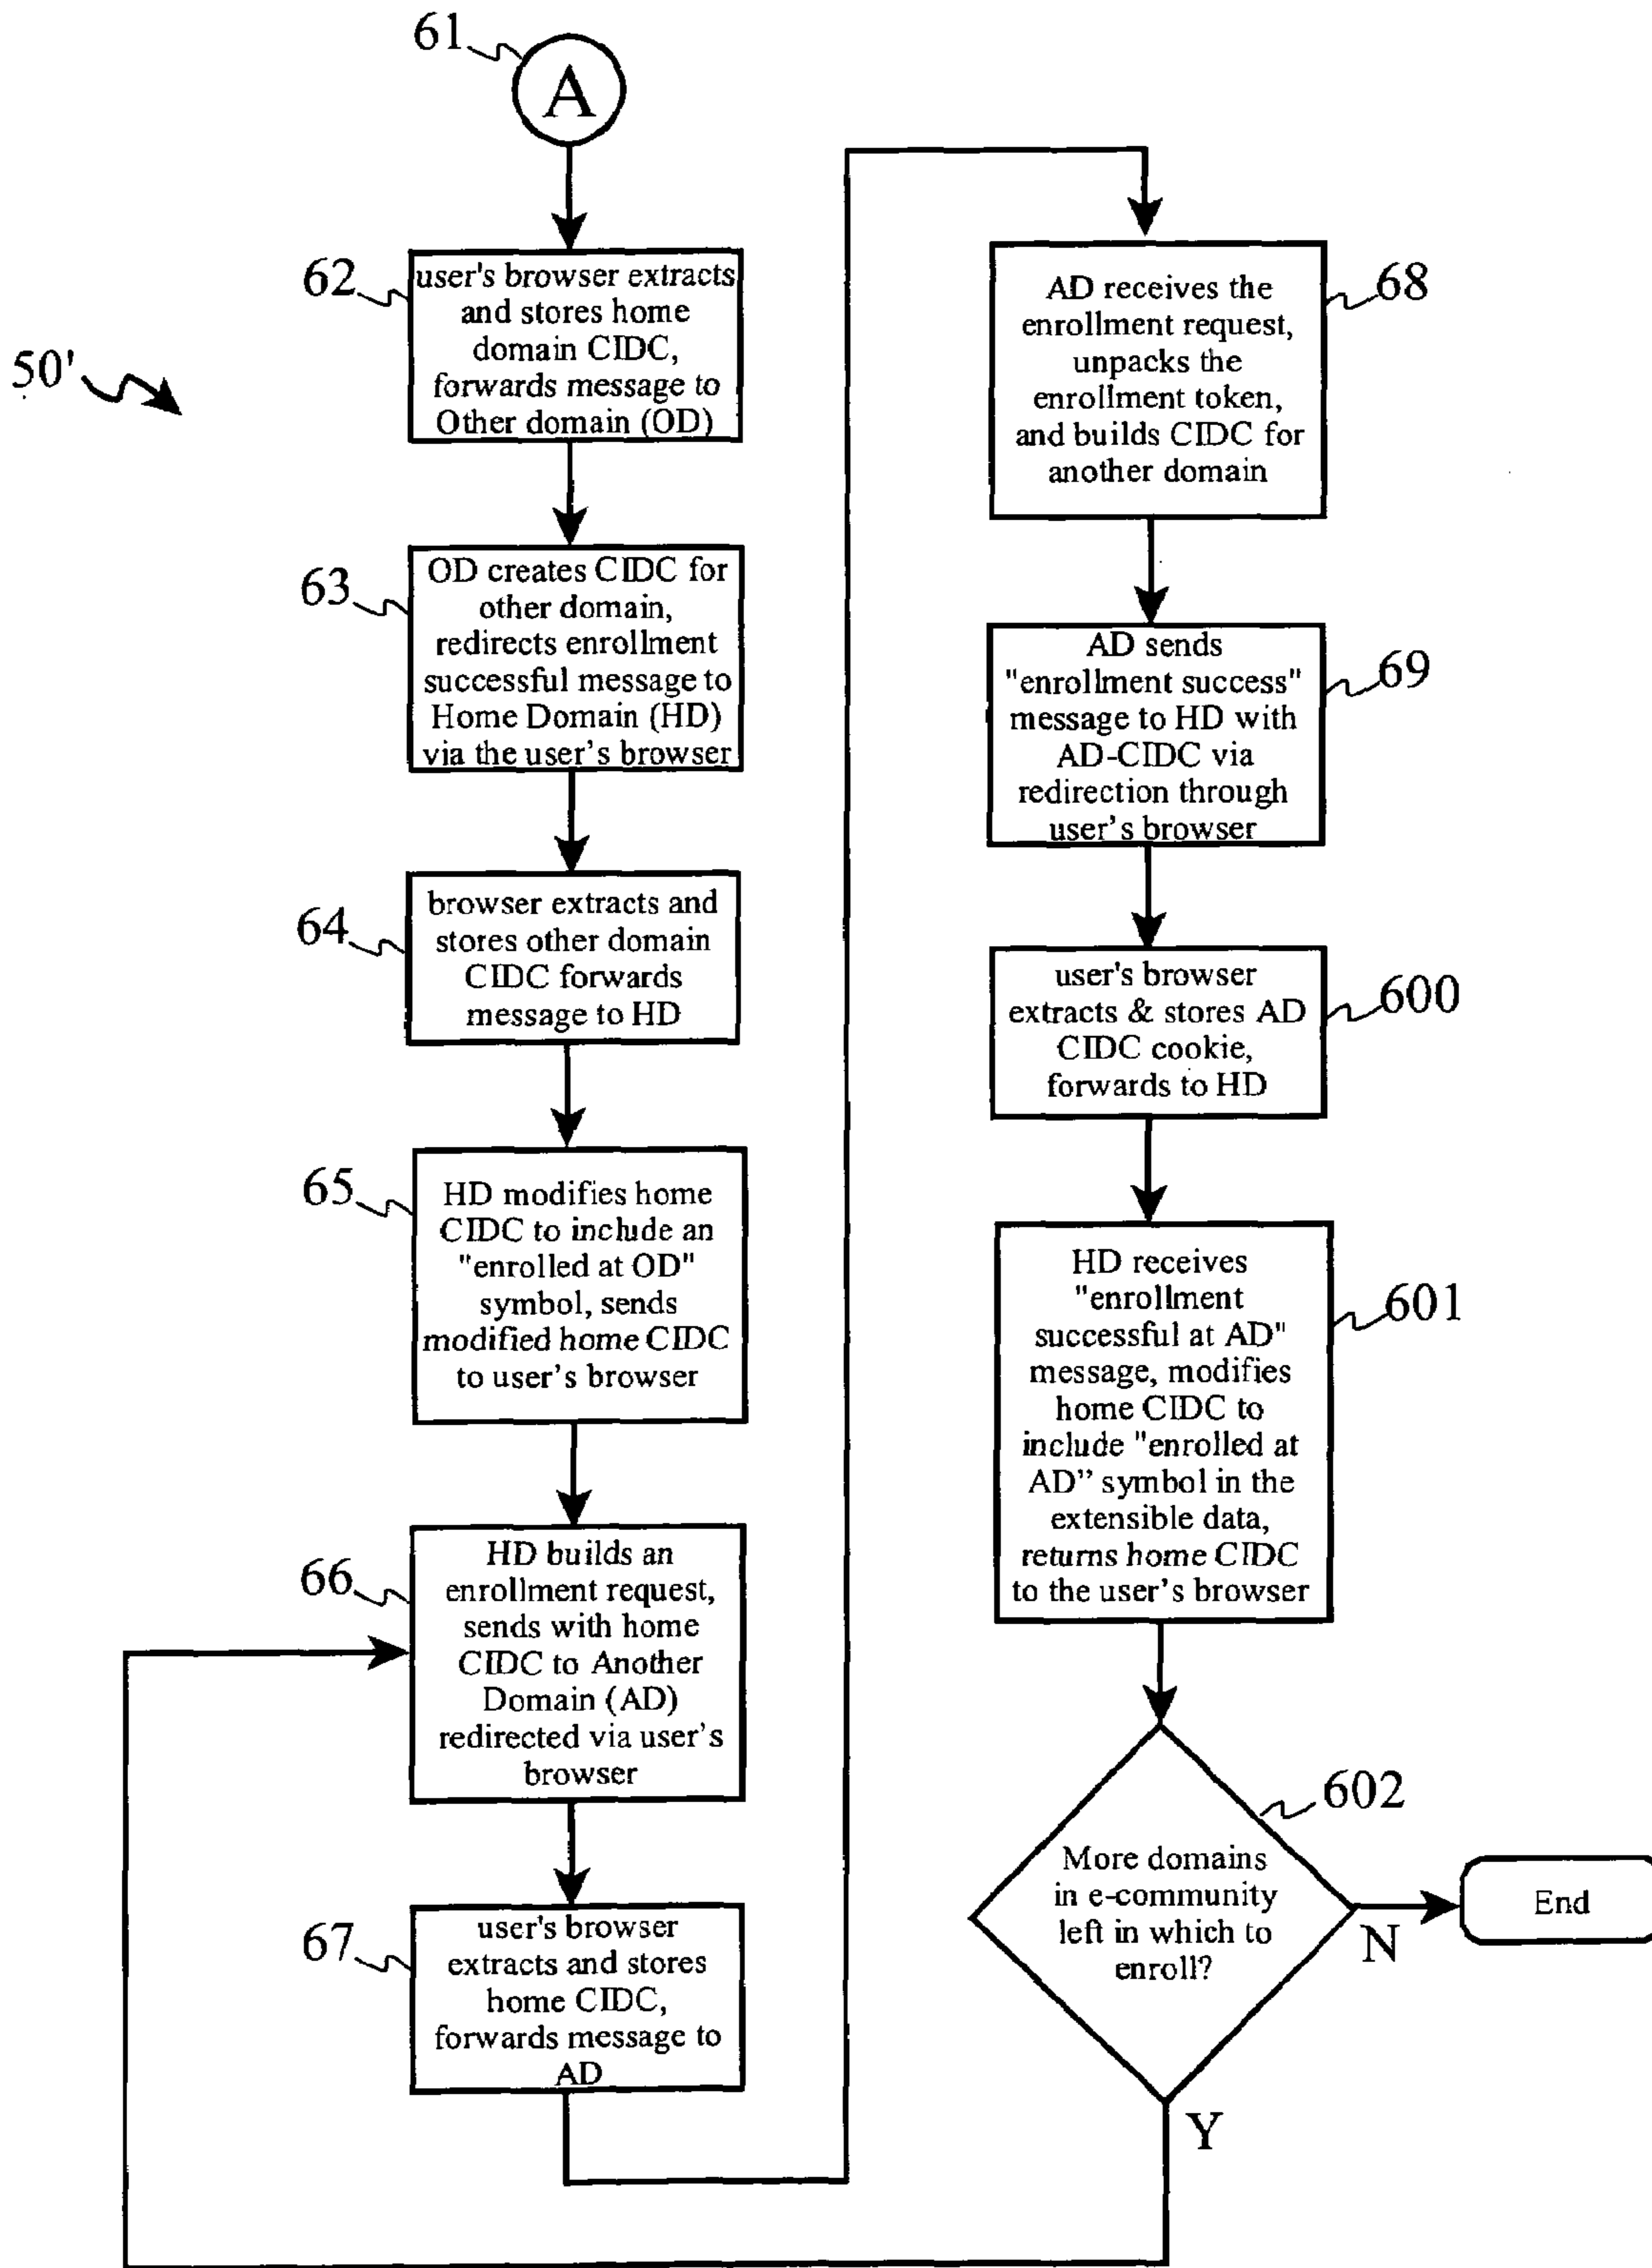 61
A
50'
62
user's browser extracts
and stores home
domain CIDC,
forwards message to
Other domain (OD)
63
OD creates CIDC for
other domain,
redirects enrollment
successful message to
Home Domain (HD)
via the user's browser
64
browser extracts and
stores other domain
CIDC forwards
message to HD
65
HD modifies home
CIDC to include an
"enrolled at OD"
symbol, sends
modified home CIDC
to user's browser
66
HD builds an
enrollment request,
sends with home
CIDC to Another
Domain (AD)
redirected via user's
browser
67
user's browser
extracts and stores
home CIDC,
forwards message to
AD
68
AD receives the
enrollment request,
unpacks the
enrollment token,
and builds CIDC for
another domain
69
AD sends
"enrollment success"
message to HD with
AD-CIDC via
redirection through
user's browser
600
user's browser
extracts & stores AD
CIDC cookie,
forwards to HD
601
HD receives
"enrollment
successful at AD"
message, modifies
home CIDC to
include "enrolled at
AD" symbol in the
extensible data,
returns home CIDC
to the user's browser
602
More domains
in e-community
left in which to
enroll?
N
End
Y